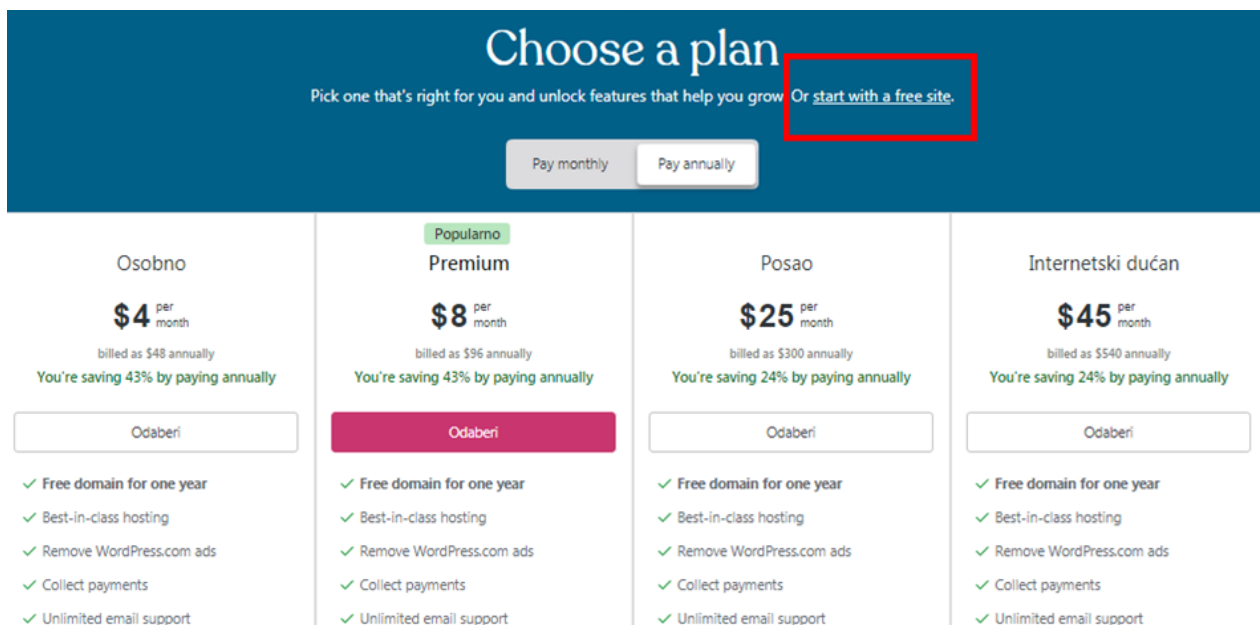 Choose a plan
Pick one that's right for you and unlock features that help you grow. Or start with a free site.
Pay monthly
Pay annually
Popularno
Osobno
$4 per month
billed as $48 annually
You're saving 43% by paying annually
Odaberi
Free domain for one year
Best-in-class hosting
Remove WordPress.com ads
Collect payments
Unlimited email support
Premium
$8 per month
billed as $96 annually
You're saving 43% by paying annually
Odaberi
Free domain for one year
Best-in-class hosting
Remove WordPress.com ads
Collect payments
Unlimited email support
Posao
$25 per month
billed as $300 annually
You're saving 24% by paying annually
Odaberi
Free domain for one year
Best-in-class hosting
Remove WordPress.com ads
Collect payments
Unlimited email support
Internetski dućan
$45 per month
billed as $540 annually
You're saving 24% by paying annually
Odaberi
Free domain for one year
Best-in-class hosting
Remove WordPress.com ads
Collect payments
Unlimited email support